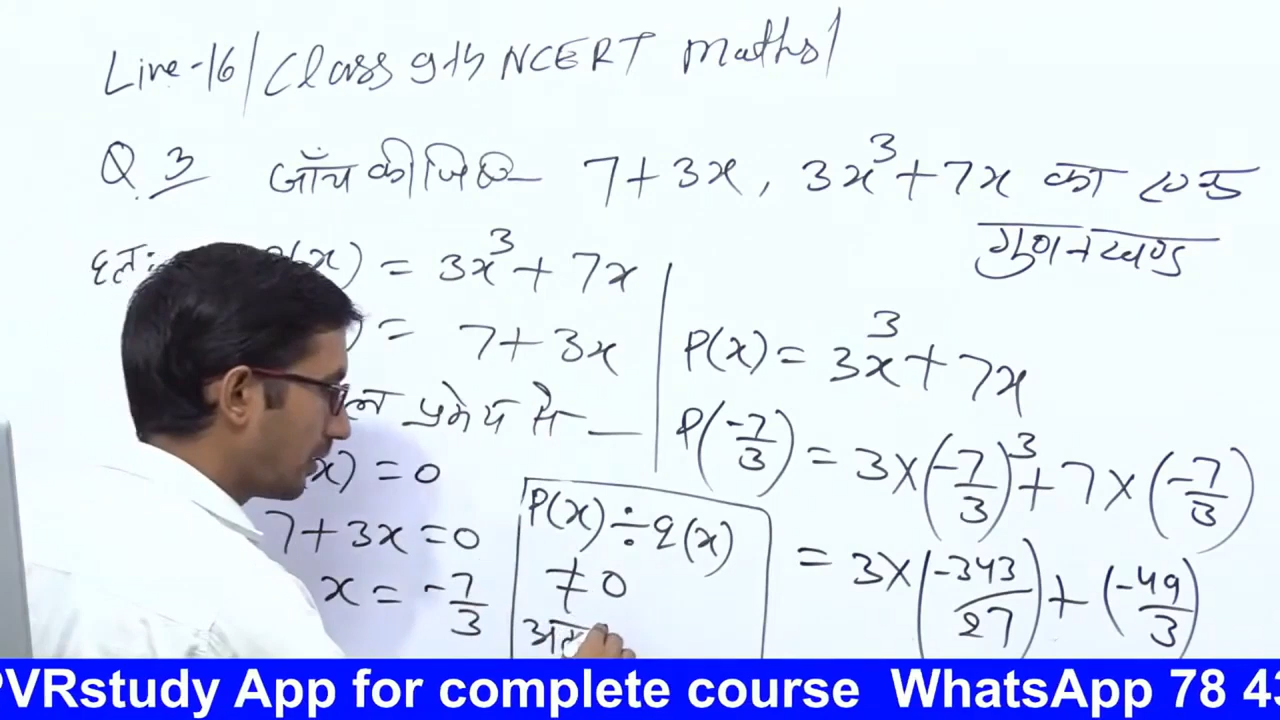 Live-16/Class 9th NCERT Maths/
Q.3 जाँच कीजिए- 7+3x, 3x³+7x का एक
गुणनखण्ड
हल:
(x) = 3x³+7x
= 7+3x
प्रमेय से —
(x) = 0
7+3x=0
x = -7/3
P(x)÷q(x)
≠0
P(x) = 3x³+7x
P(-7/3) = 3×(-7/3)³+7×(-7/3)
= 3×(-343/27)+(-49/3)
PVRstudy App for complete course WhatsApp 78 43